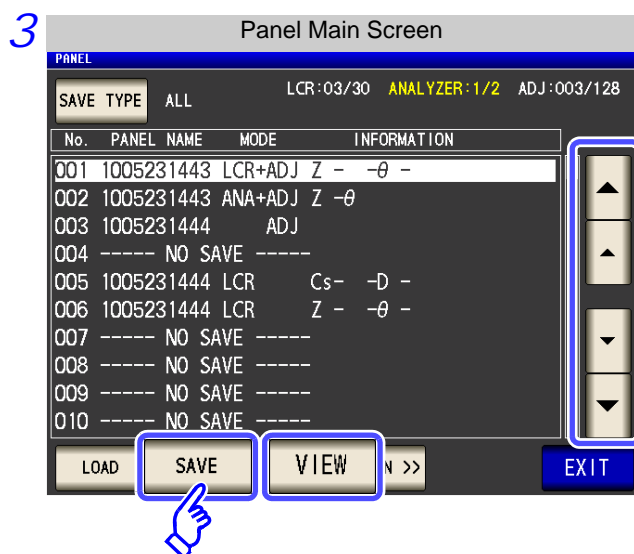 3
Panel Main Screen
PANEL
SAVE TYPE ALL LCR:03/30 ANALYZER:1/2 ADJ:003/128
No. PANEL NAME MODE INFORMATION
001 1005231443 LCR+ADJ Z - -θ -
002 1005231443 ANA+ADJ Z -θ
003 1005231444 ADJ
004 ----- NO SAVE -----
005 1005231444 LCR Cs- -D -
006 1005231444 LCR Z - -θ -
007 ----- NO SAVE -----
008 ----- NO SAVE -----
009 ----- NO SAVE -----
010 ----- NO SAVE -----
LOAD SAVE VIEW N >> EXIT